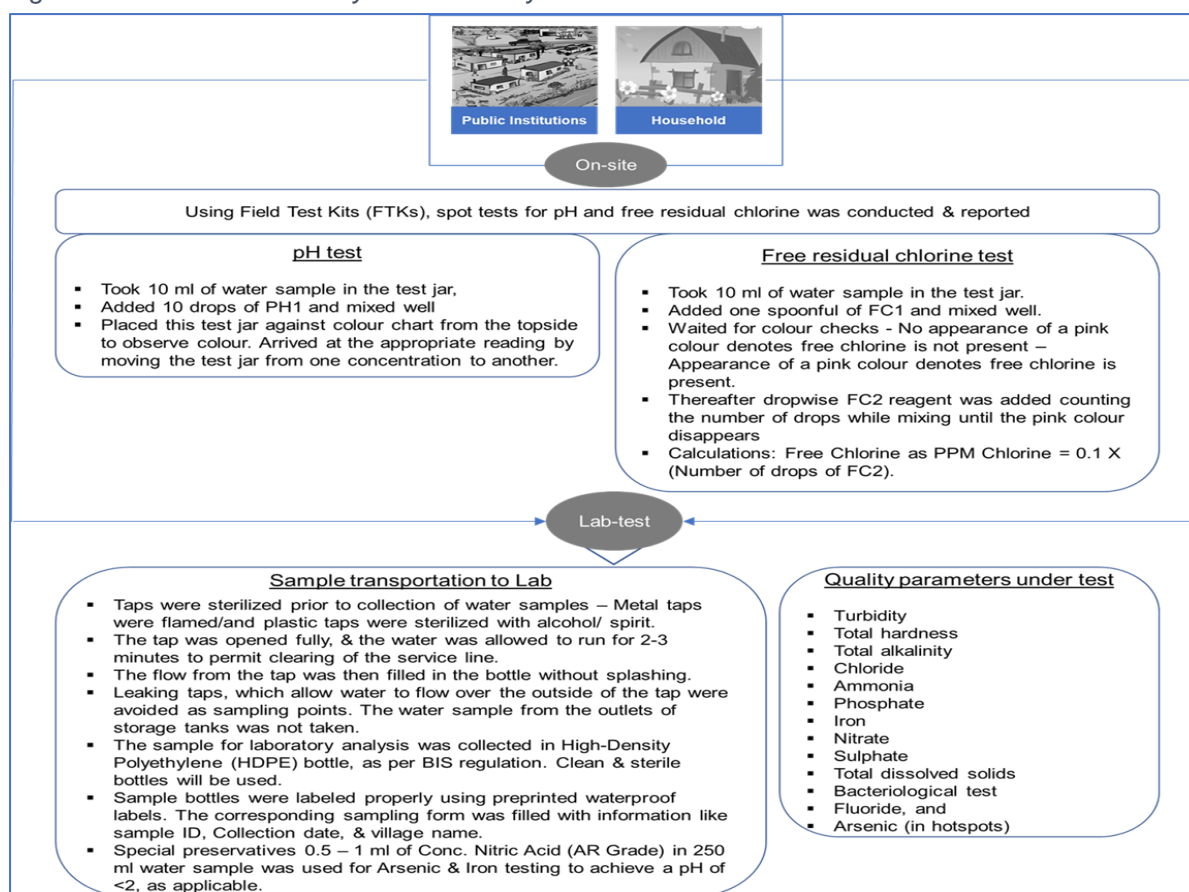 Public Institutions
Household
On-site
Using Field Test Kits (FTKs), spot tests for pH and free residual chlorine was conducted & reported
pH test
▪ Took 10 ml of water sample in the test jar,
▪ Added 10 drops of PH1 and mixed well
▪ Placed this test jar against colour chart from the topside
to observe colour. Arrived at the appropriate reading by
moving the test jar from one concentration to another.
Free residual chlorine test
▪ Took 10 ml of water sample in the test jar.
▪ Added one spoonful of FC1 and mixed well.
▪ Waited for colour checks - No appearance of a pink
colour denotes free chlorine is not present –
Appearance of a pink colour denotes free chlorine is
present.
▪ Thereafter dropwise FC2 reagent was added counting
the number of drops while mixing until the pink colour
disappears
▪ Calculations: Free Chlorine as PPM Chlorine = 0.1 X
(Number of drops of FC2).
Lab-test
Sample transportation to Lab
▪ Taps were sterilized prior to collection of water samples – Metal taps
were flamed/and plastic taps were sterilized with alcohol/ spirit.
▪ The tap was opened fully, & the water was allowed to run for 2-3
minutes to permit clearing of the service line.
▪ The flow from the tap was then filled in the bottle without splashing.
▪ Leaking taps, which allow water to flow over the outside of the tap were
avoided as sampling points. The water sample from the outlets of
storage tanks was not taken.
▪ The sample for laboratory analysis was collected in High-Density
Polyethylene (HDPE) bottle, as per BIS regulation. Clean & sterile
bottles will be used.
▪ Sample bottles were labeled properly using preprinted waterproof
labels. The corresponding sampling form was filled with information like
sample ID, Collection date, & village name.
▪ Special preservatives 0.5 – 1 ml of Conc. Nitric Acid (AR Grade) in 250
ml water sample was used for Arsenic & Iron testing to achieve a pH of
<2, as applicable.
Quality parameters under test
▪ Turbidity
▪ Total hardness
▪ Total alkalinity
▪ Chloride
▪ Ammonia
▪ Phosphate
▪ Iron
▪ Nitrate
▪ Sulphate
▪ Total dissolved solids
▪ Bacteriological test
▪ Fluoride, and
▪ Arsenic (in hotspots)